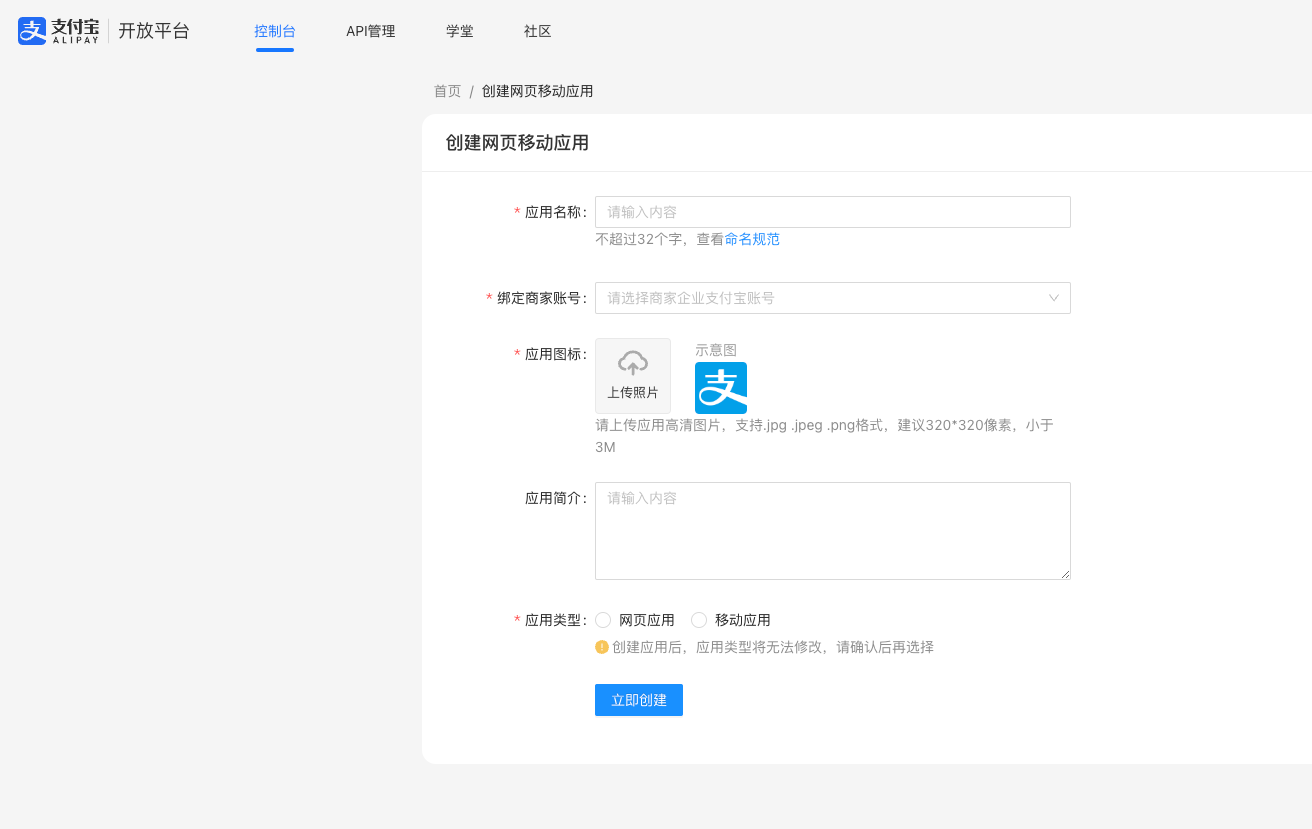 支付宝 ALIPAY 开放平台 控制台 API管理 学堂 社区
首页 / 创建网页移动应用
创建网页移动应用
* 应用名称: 请输入内容
不超过32个字，查看命名规范
* 绑定商家账号: 请选择商家企业支付宝账号
* 应用图标: 上传照片 示意图
支
请上传应用高清图片，支持.jpg .jpeg .png格式，建议320*320像素，小于
3M
应用简介: 请输入内容
* 应用类型: 网页应用 移动应用
创建应用后，应用类型将无法修改，请确认后再选择
立即创建